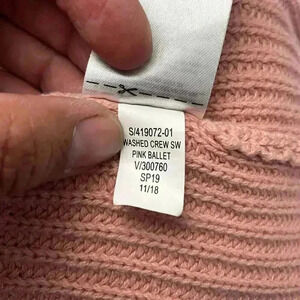 S/419072-01
WASHED CREW SW
PINK BALLET
V/300760
SP19
11/18